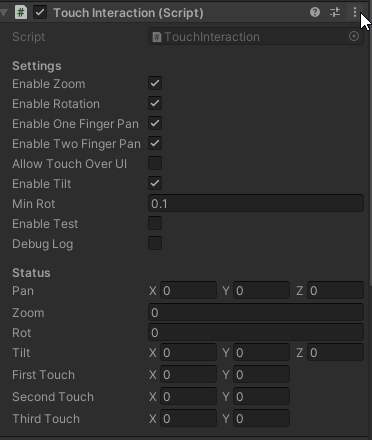 Touch Interaction (Script)
Script TouchInteraction
Settings
Enable Zoom
Enable Rotation
Enable One Finger Pan
Enable Two Finger Pan
Allow Touch Over UI
Enable Tilt
Min Rot 0.1
Enable Test
Debug Log
Status
Pan X 0 Y 0 Z 0
Zoom 0
Rot 0
Tilt X 0 Y 0 Z 0
First Touch X 0 Y 0
Second Touch X 0 Y 0
Third Touch X 0 Y 0